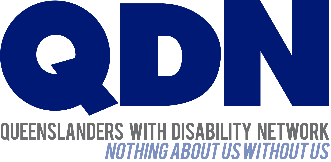 QDN
QUEENSLANDERS WITH DISABILITY NETWORK
NOTHING ABOUT US WITHOUT US